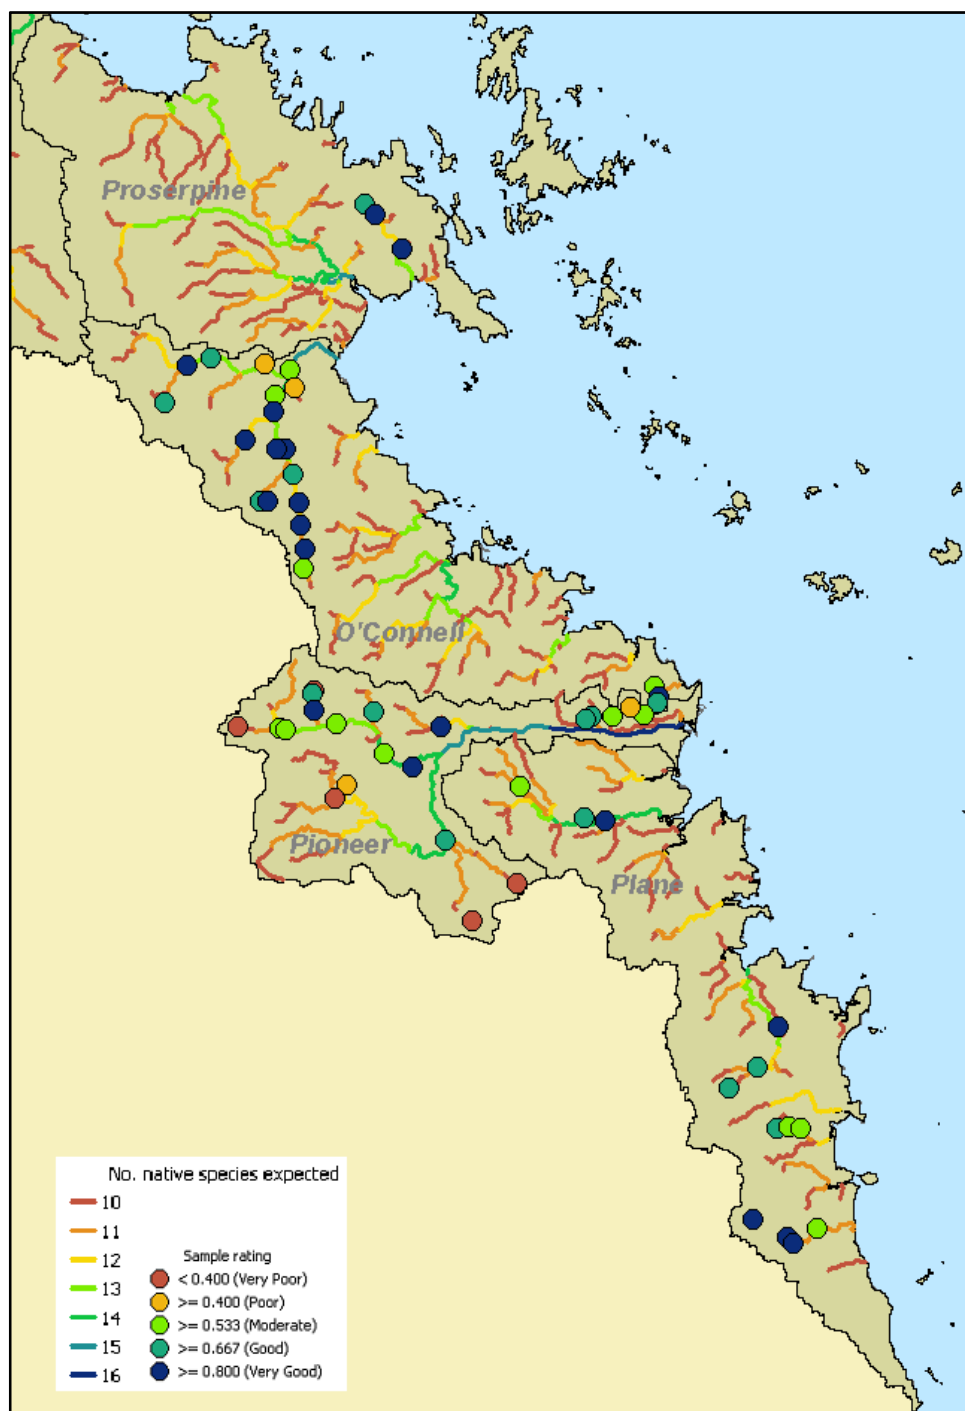 Proserpine
O'Connell
Pioneer
Plane
No. native species expected
10
11
12
13
14
15
16
Sample rating
< 0.400 (Very Poor)
>= 0.400 (Poor)
>= 0.533 (Moderate)
>= 0.667 (Good)
>= 0.800 (Very Good)